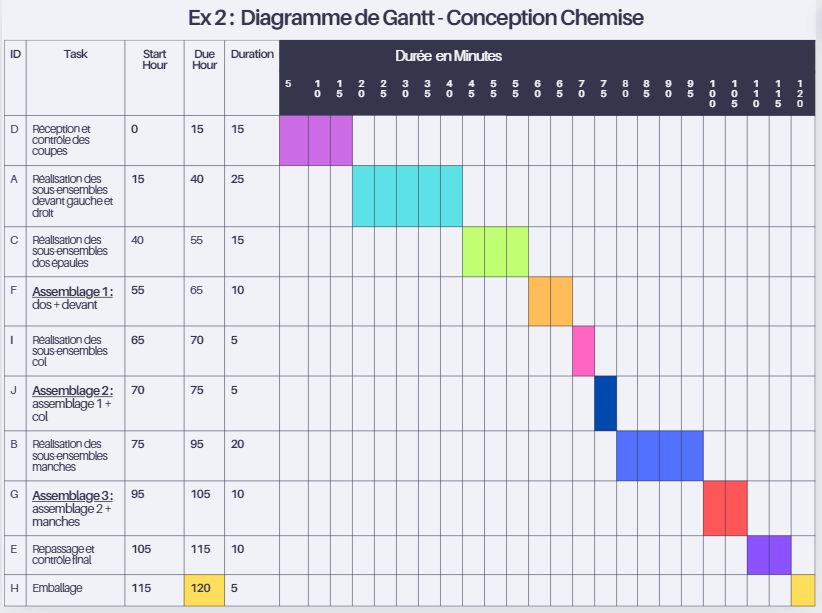 Ex 2 : Diagramme de Gantt - Conception Chemise
ID Task Start Hour Due Hour Duration Durée en Minutes
5 10 15 20 25 30 35 40 45 55 55 60 65 70 75 80 85 90 95 100 105 110 115 120
D Réception et contrôle des coupes 0 15 15
A Réalisation des sous-ensembles devant gauche et droit 15 40 25
C Réalisation des sous-ensembles dos épaules 40 55 15
F Assemblage 1 : dos + devant 55 65 10
I Réalisation des sous-ensembles col 65 70 5
J Assemblage 2 : assemblage 1 + col 70 75 5
B Réalisation des sous-ensembles manches 75 95 20
G Assemblage 3 : assemblage 2 + manches 95 105 10
E Repassage et contrôle final 105 115 10
H Emballage 115 120 5